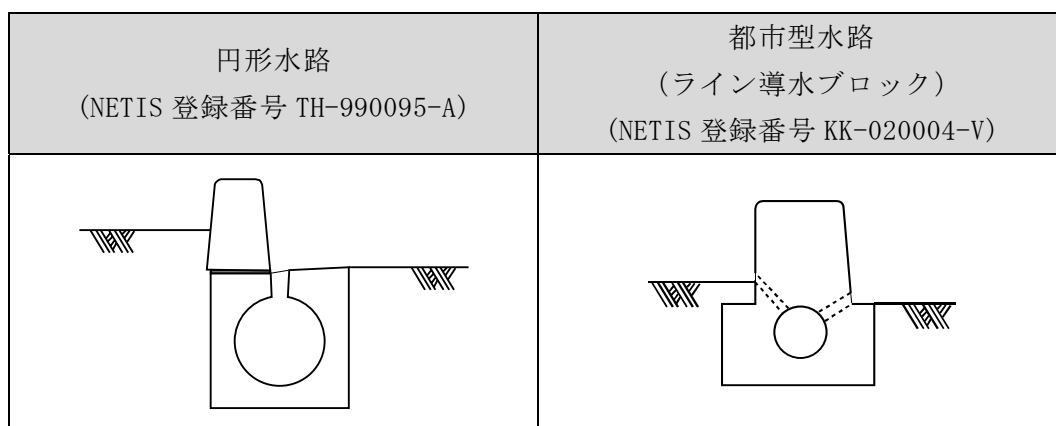 円形水路
(NETIS 登録番号 TH-990095-A)
都市型水路
(ライン導水ブロック)
(NETIS 登録番号 KK-020004-V)